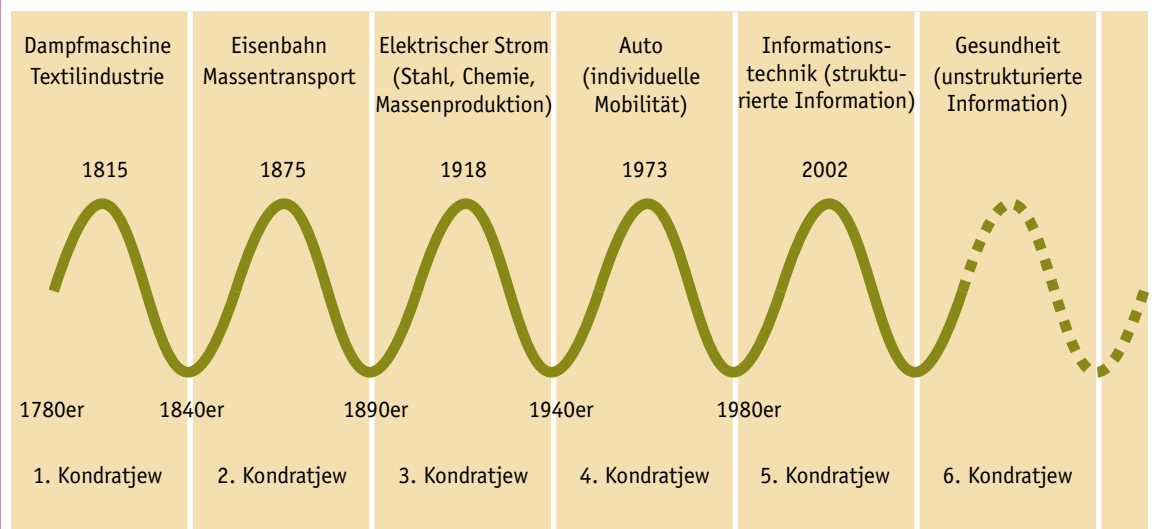 Dampfmaschine
Textilindustrie
Eisenbahn
Massentransport
Elektrischer Strom
(Stahl, Chemie,
Massenproduktion)
Auto
(individuelle
Mobilität)
Informations-
technik (struktu-
rierte Information)
Gesundheit
(unstrukturierte
Information)
1815
1875
1918
1973
2002
1780er
1840er
1890er
1940er
1980er
1. Kondratjew
2. Kondratjew
3. Kondratjew
4. Kondratjew
5. Kondratjew
6. Kondratjew